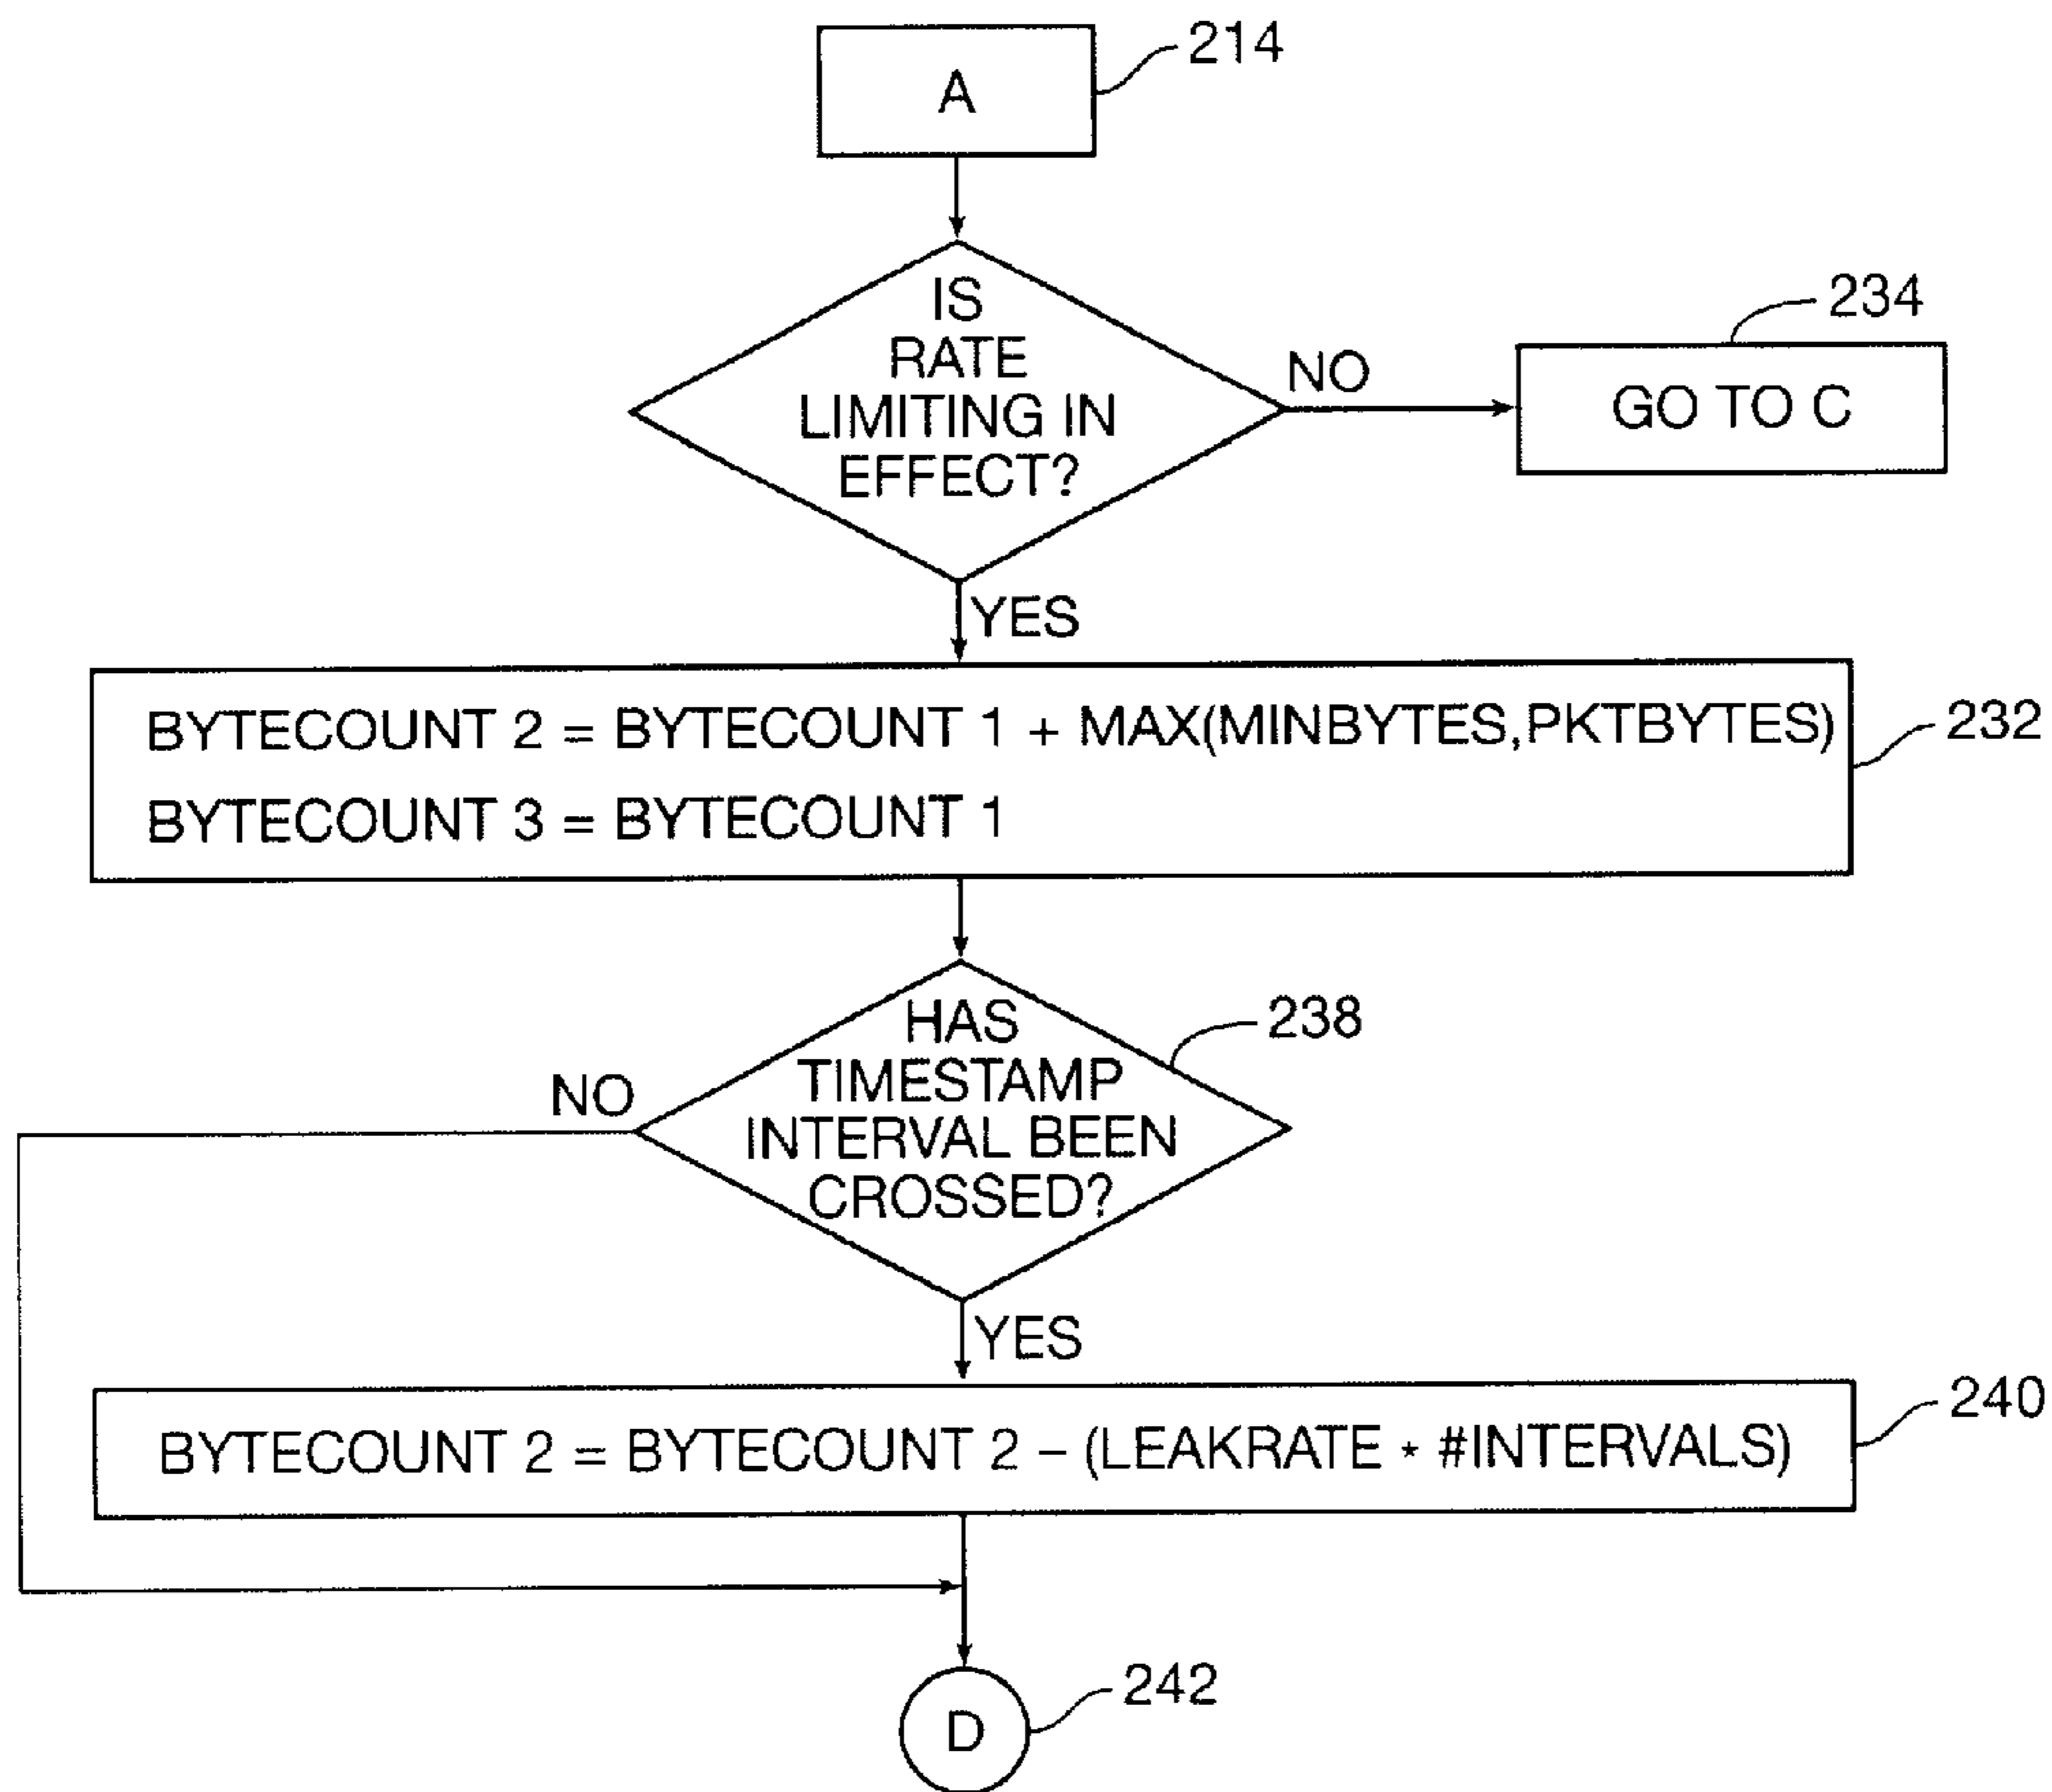 A
214
IS
RATE
LIMITING IN
EFFECT?
NO
234
GO TO C
YES
BYTECOUNT 2 = BYTECOUNT 1 + MAX(MINBYTES,PKTBYTES)
BYTECOUNT 3 = BYTECOUNT 1
232
HAS
TIMESTAMP
INTERVAL BEEN
CROSSED?
238
NO
YES
BYTECOUNT 2 = BYTECOUNT 2 – (LEAKRATE * #INTERVALS)
240
D
242